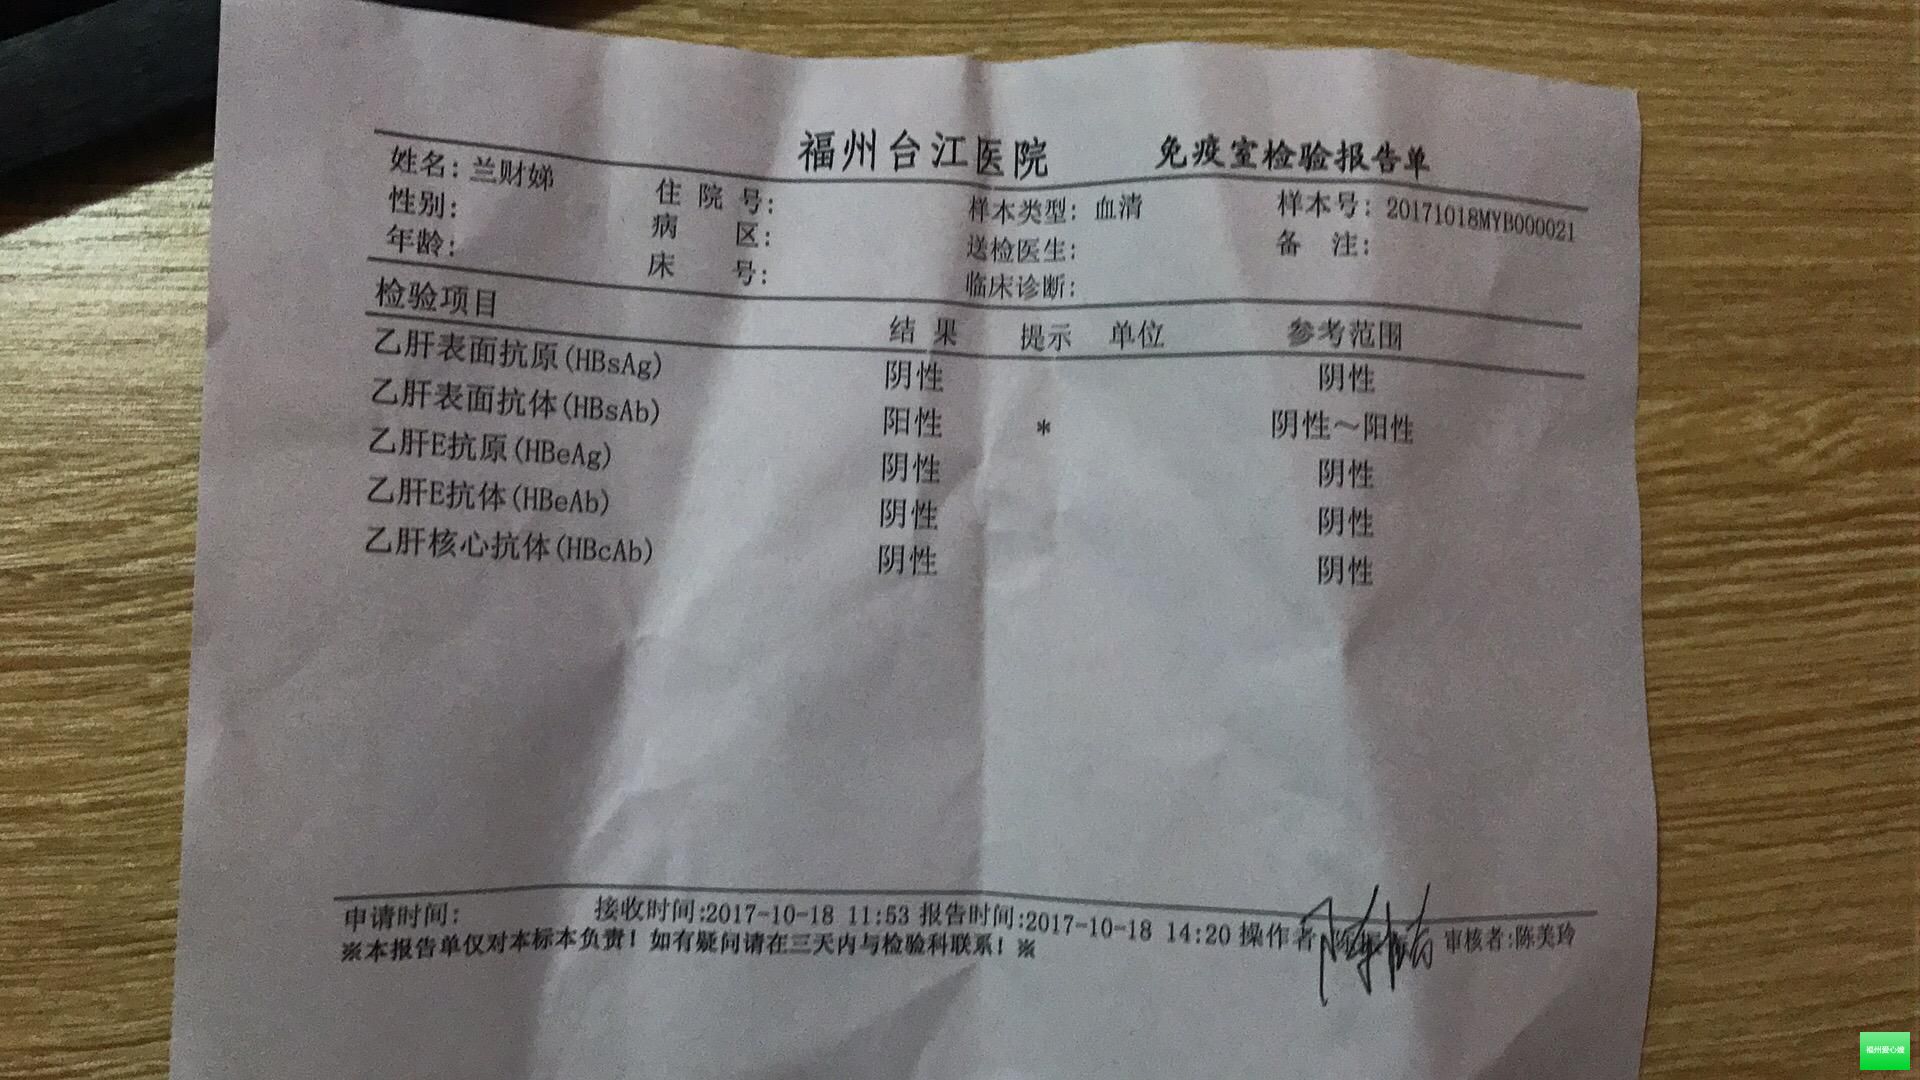 福州台江医院 免疫室检验报告单
姓名: 兰财娣 住院号: 样本类型: 血清 样本号: 20171018MYB000021
性别: 病区: 送检医生: 备注:
年龄: 床号: 临床诊断:
检验项目 结果 提示 单位 参考范围
乙肝表面抗原(HBsAg) 阴性 阴性
乙肝表面抗体(HBsAb) 阳性 * 阴性~阳性
乙肝E抗原(HBeAg) 阴性 阴性
乙肝E抗体(HBeAb) 阴性 阴性
乙肝核心抗体(HBcAb) 阴性 阴性
申请时间: 接收时间:2017-10-18 11:53 报告时间:2017-10-18 14:20 操作者 审核者:陈美玲
※本报告单仅对本标本负责! 如有疑问请在三天内与检验科联系! ※
福州爱心嫂